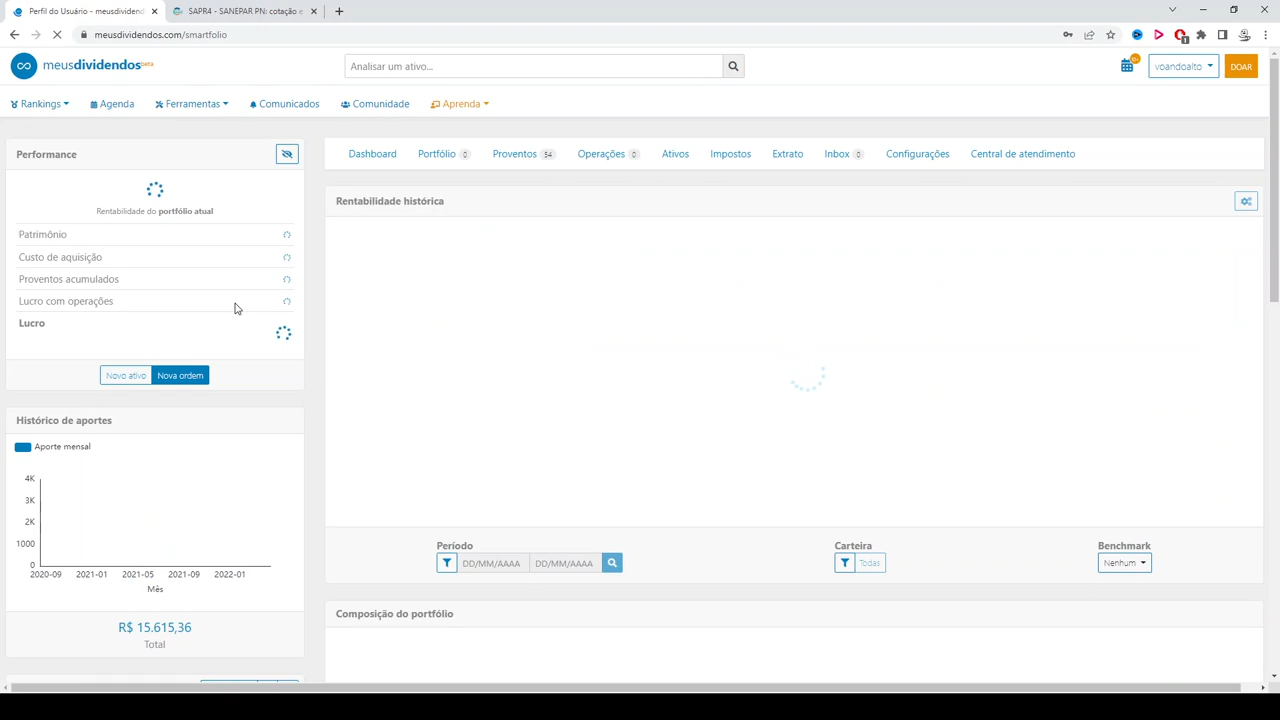 Perfil do Usuário - meusdividend
SAPR4 - SANEPAR PN: cotação e
meusdividendos.com/smartfolio
1
meusdividendos beta
Analisar um ativo...
voandoalto
DOAR
Rankings
Agenda
Ferramentas
Comunicados
Comunidade
Aprenda
Performance
Rentabilidade do portfólio atual
Patrimônio
Custo de aquisição
Proventos acumulados
Lucro com operações
Lucro
Novo ativo
Nova ordem
Histórico de aportes
Aporte mensal
4K
3K
2K
1000
0
2020-09 2021-01 2021-05 2021-09 2022-01
Mês
R$ 15.615,36
Total
Dashboard
Portfólio 0
Proventos 54
Operações 0
Ativos
Impostos
Extrato
Inbox 0
Configurações
Central de atendimento
Rentabilidade histórica
Período
DD/MM/AAAA DD/MM/AAAA
Carteira
Todas
Benchmark
Nenhum
Composição do portfólio